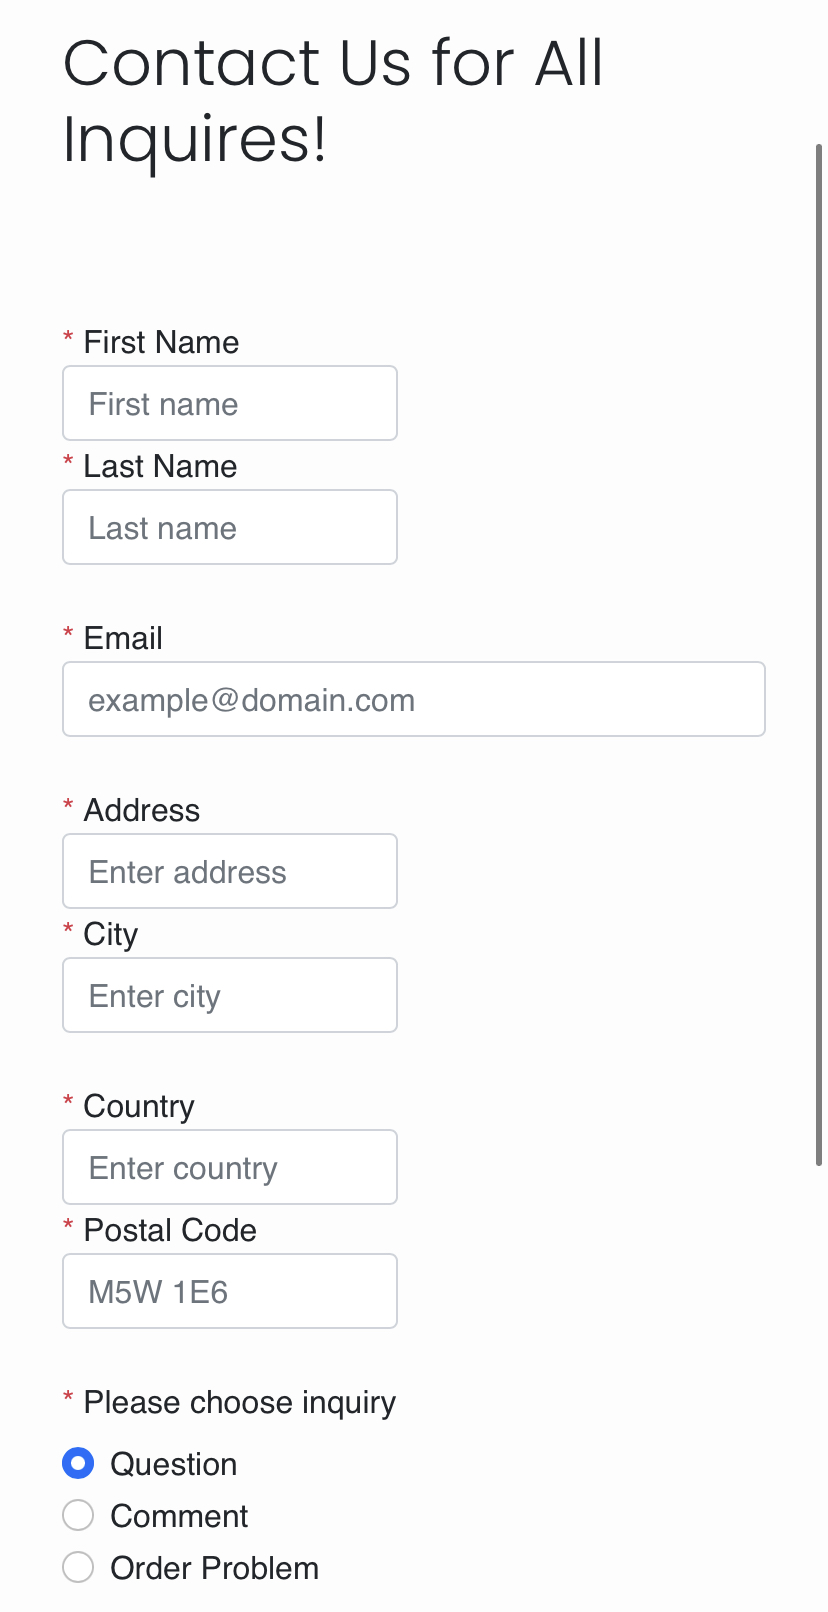 Contact Us for All
Inquires!
* First Name
First name
* Last Name
Last name
* Email
example@domain.com
* Address
Enter address
* City
Enter city
* Country
Enter country
* Postal Code
M5W 1E6
* Please choose inquiry
Question
Comment
Order Problem